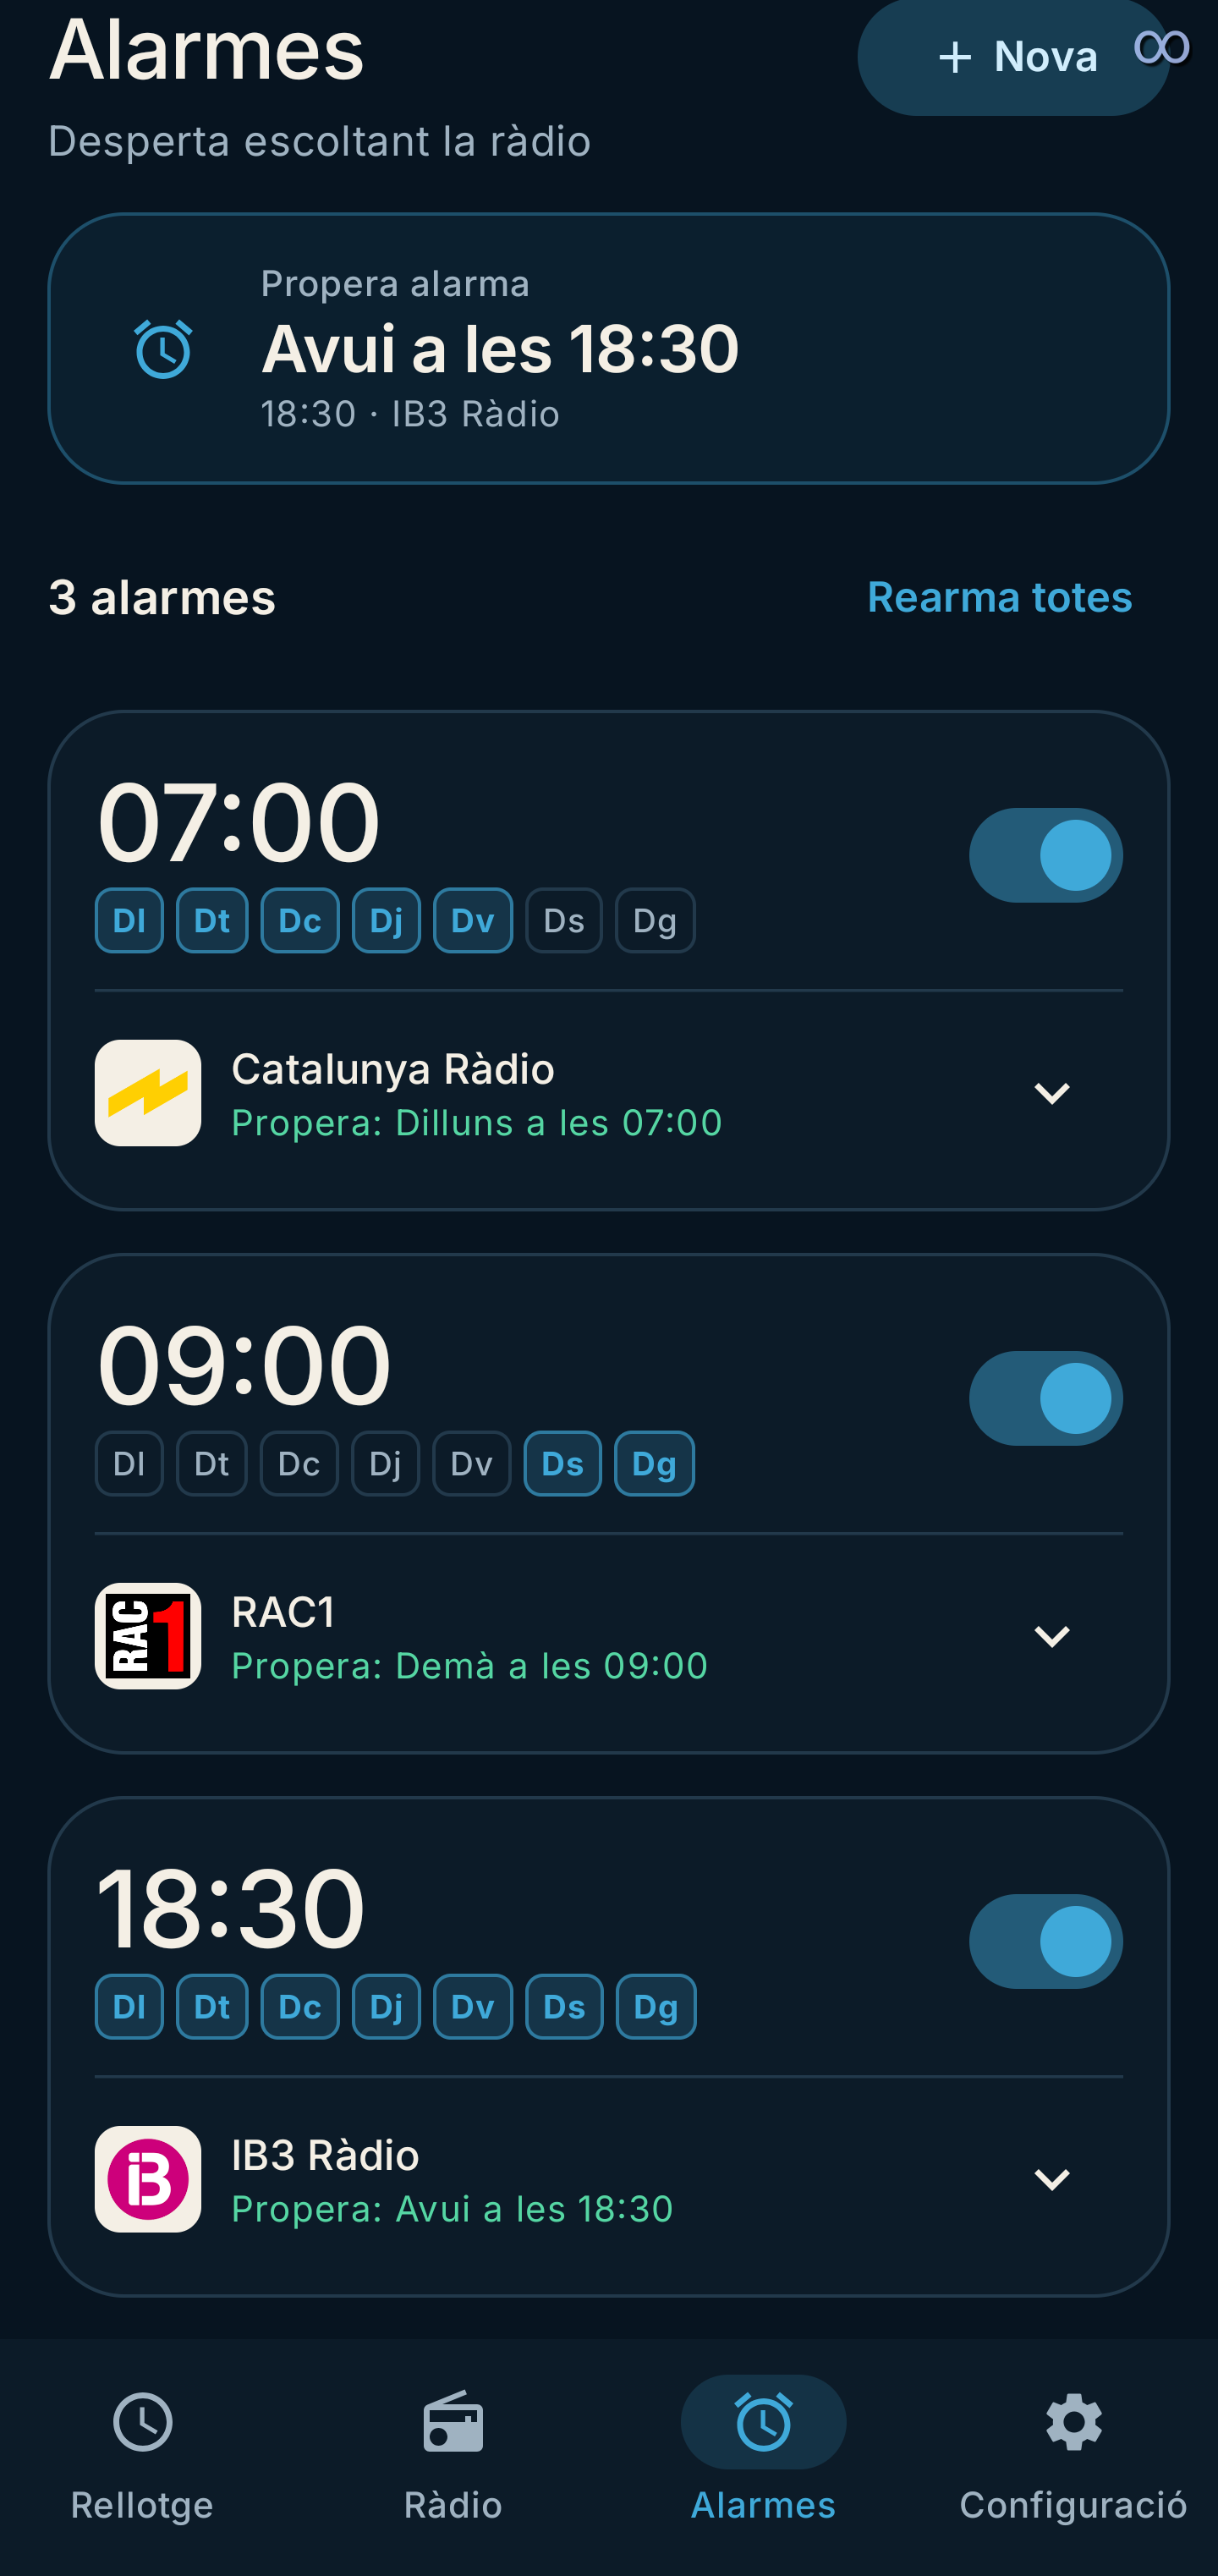 Alarmes
+ Nova
Desperta escoltant la ràdio
Propera alarma
Avui a les 18:30
18:30 · IB3 Ràdio
3 alarmes
Rearma totes
07:00
Dl Dt Dc Dj Dv Ds Dg
Catalunya Ràdio
Propera: Dilluns a les 07:00
09:00
Dl Dt Dc Dj Dv Ds Dg
RAC1
RAC1
Propera: Demà a les 09:00
18:30
Dl Dt Dc Dj Dv Ds Dg
iB
IB3 Ràdio
Propera: Avui a les 18:30
Rellotge
Ràdio
Alarmes
Configuració